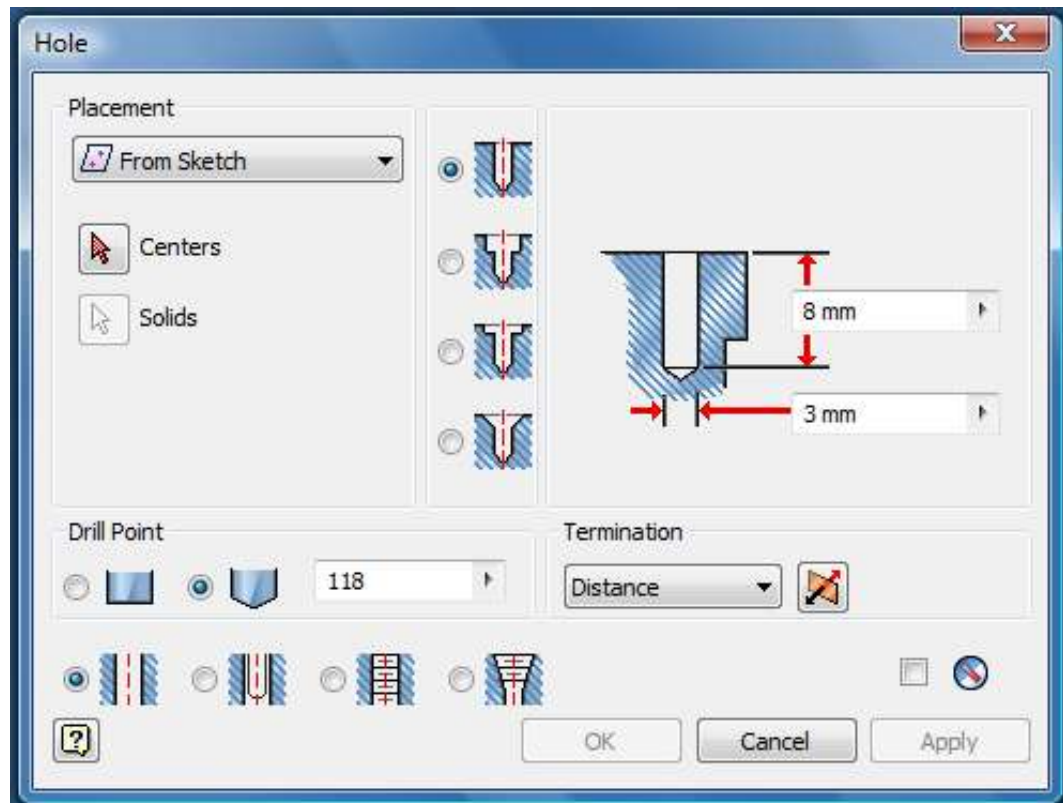 Hole
Placement
From Sketch
Centers
Solids
8 mm
3 mm
Drill Point
118
Termination
Distance
OK
Cancel
Apply